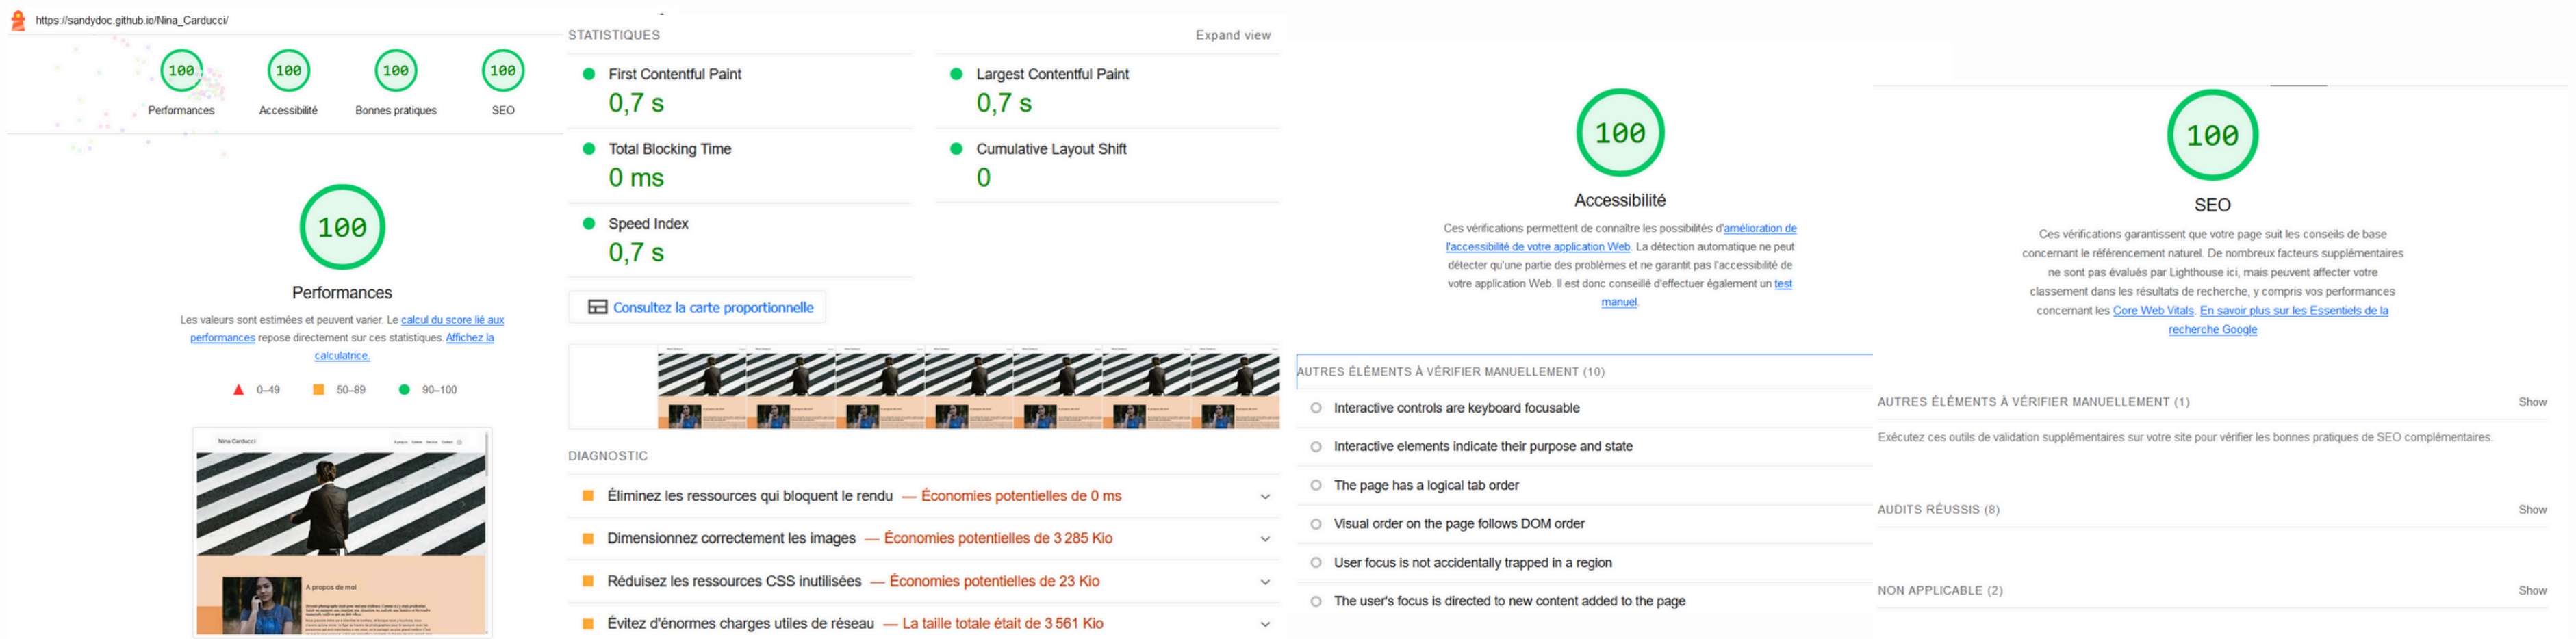 https://sandydoc.github.io/Nina_Carducci/
100
100
100
100
Performances
Accessibilité
Bonnes pratiques
SEO
100
Performances
Les valeurs sont estimées et peuvent varier. Le calcul du score lié aux
performances repose directement sur ces statistiques. Affichez la
calculatrice.
0–49
50–89
90–100
Nina Carducci
A propos de moi
STATISTIQUES
Expand view
First Contentful Paint
0,7 s
Largest Contentful Paint
0,7 s
Total Blocking Time
0 ms
Cumulative Layout Shift
0
Speed Index
0,7 s
Consultez la carte proportionnelle
DIAGNOSTIC
Éliminez les ressources qui bloquent le rendu — Économies potentielles de 0 ms
Dimensionnez correctement les images — Économies potentielles de 3 285 Kio
Réduisez les ressources CSS inutilisées — Économies potentielles de 23 Kio
Évitez d'énormes charges utiles de réseau — La taille totale était de 3 561 Kio
100
Accessibilité
Ces vérifications permettent de connaître les possibilités d'amélioration de
l'accessibilité de votre application Web. La détection automatique ne peut
détecter qu'une partie des problèmes et ne garantit pas l'accessibilité de
votre application Web. Il est donc conseillé d'effectuer également un test
manuel.
AUTRES ÉLÉMENTS À VÉRIFIER MANUELLEMENT (10)
Interactive controls are keyboard focusable
Interactive elements indicate their purpose and state
The page has a logical tab order
Visual order on the page follows DOM order
User focus is not accidentally trapped in a region
The user's focus is directed to new content added to the page
100
SEO
Ces vérifications garantissent que votre page suit les conseils de base
concernant le référencement naturel. De nombreux facteurs supplémentaires
ne sont pas évalués par Lighthouse ici, mais peuvent affecter votre
classement dans les résultats de recherche, y compris vos performances
concernant les Core Web Vitals. En savoir plus sur les Essentiels de la
recherche Google
AUTRES ÉLÉMENTS À VÉRIFIER MANUELLEMENT (1)
Show
Exécutez ces outils de validation supplémentaires sur votre site pour vérifier les bonnes pratiques de SEO complémentaires.
AUDITS RÉUSSIS (8)
Show
NON APPLICABLE (2)
Show